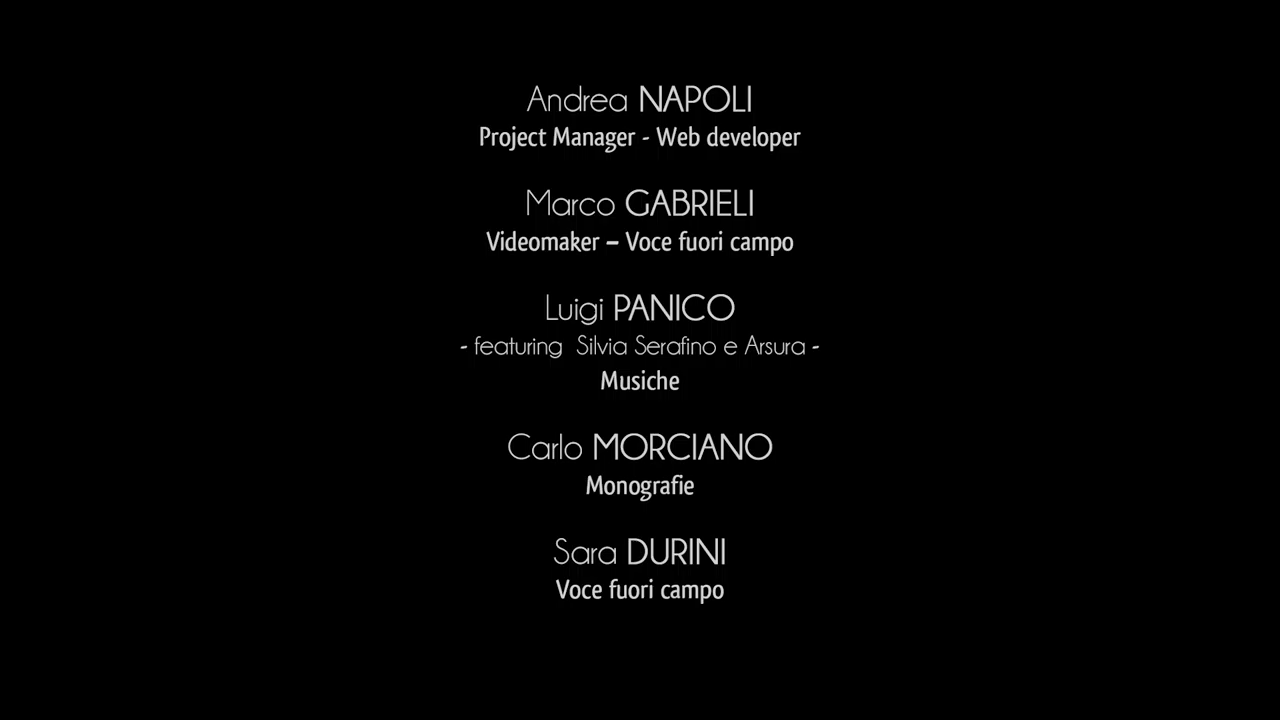 Andrea NAPOLI
Project Manager - Web developer
Marco GABRIELI
Videomaker – Voce fuori campo
Luigi PANICO
- featuring Silvia Serafino e Arsura -
Musiche
Carlo MORCIANO
Monografie
Sara DURINI
Voce fuori campo